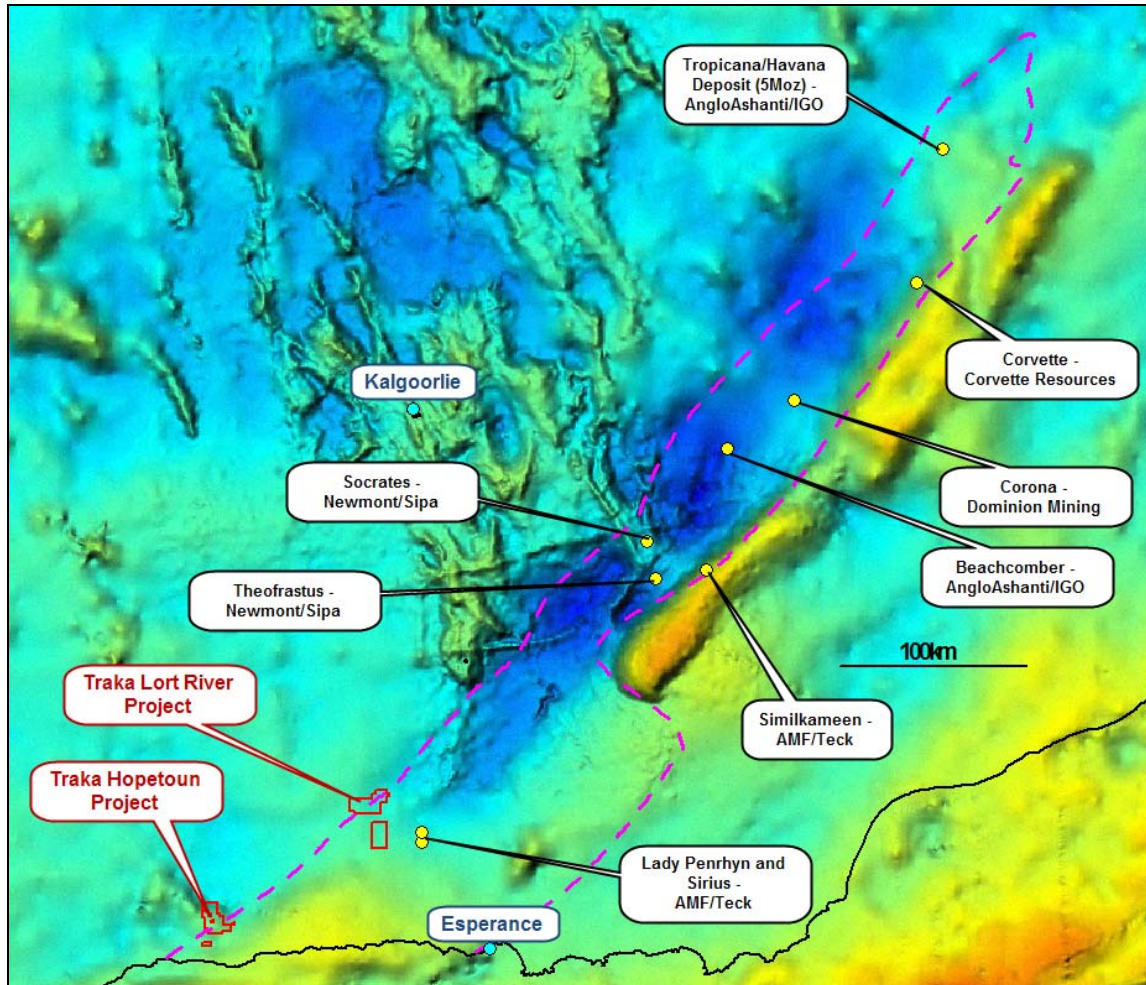 Tropicana/Havana
Deposit (5Moz) -
AngloAshanti/IGO
Corvette -
Corvette Resources
Kalgoorlie
Socrates -
Newmont/Sipa
Corona -
Dominion Mining
Theofrastus -
Newmont/Sipa
Beachcomber -
AngloAshanti/IGO
100km
Traka Lort River
Project
Similkameen -
AMF/Teck
Traka Hopetoun
Project
Lady Penrhyn and
Sirius -
AMF/Teck
Esperance